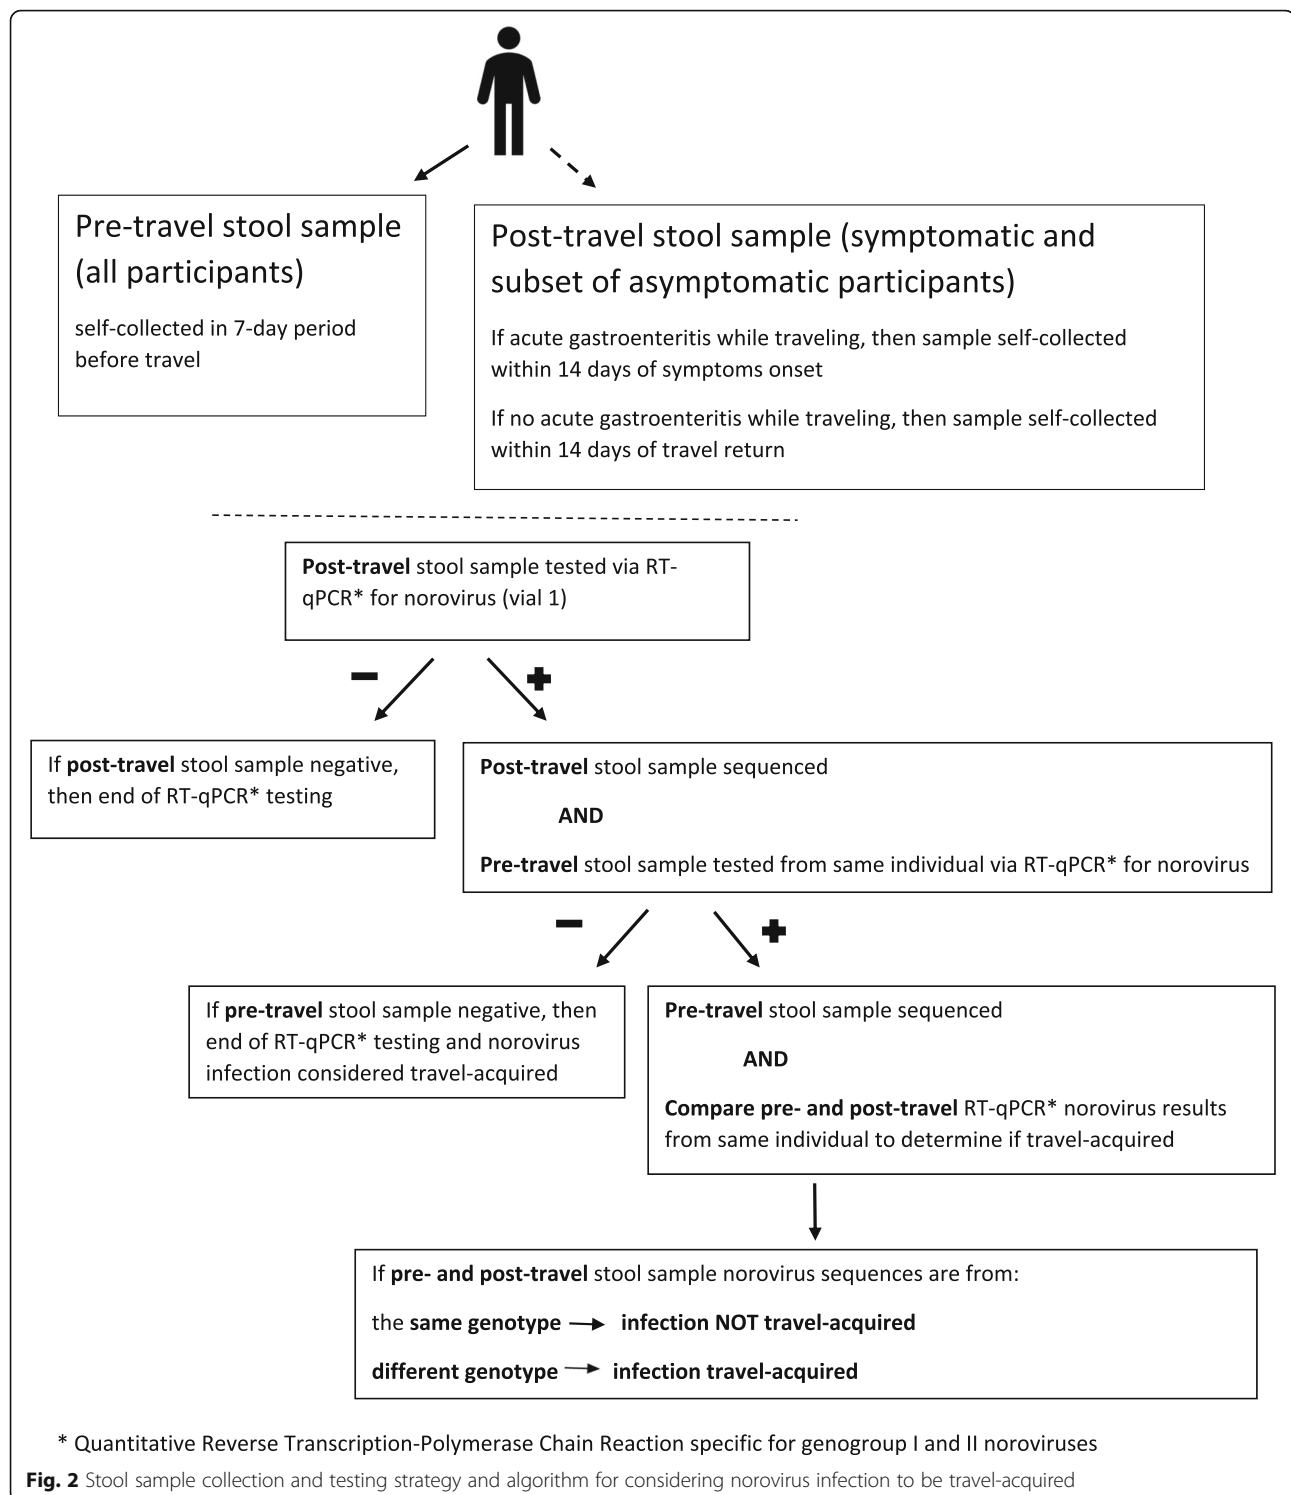 Pre-travel stool sample
(all participants)
self-collected in 7-day period
before travel
Post-travel stool sample (symptomatic and
subset of asymptomatic participants)
If acute gastroenteritis while traveling, then sample self-collected
within 14 days of symptoms onset
If no acute gastroenteritis while traveling, then sample self-collected
within 14 days of travel return
Post-travel stool sample tested via RT-
qPCR* for norovirus (vial 1)
If post-travel stool sample negative,
then end of RT-qPCR* testing
Post-travel stool sample sequenced
AND
Pre-travel stool sample tested from same individual via RT-qPCR* for norovirus
If pre-travel stool sample negative, then
end of RT-qPCR* testing and norovirus
infection considered travel-acquired
Pre-travel stool sample sequenced
AND
Compare pre- and post-travel RT-qPCR* norovirus results
from same individual to determine if travel-acquired
If pre- and post-travel stool sample norovirus sequences are from:
the same genotype → infection NOT travel-acquired
different genotype → infection travel-acquired
* Quantitative Reverse Transcription-Polymerase Chain Reaction specific for genogroup I and II noroviruses
Fig. 2 Stool sample collection and testing strategy and algorithm for considering norovirus infection to be travel-acquired